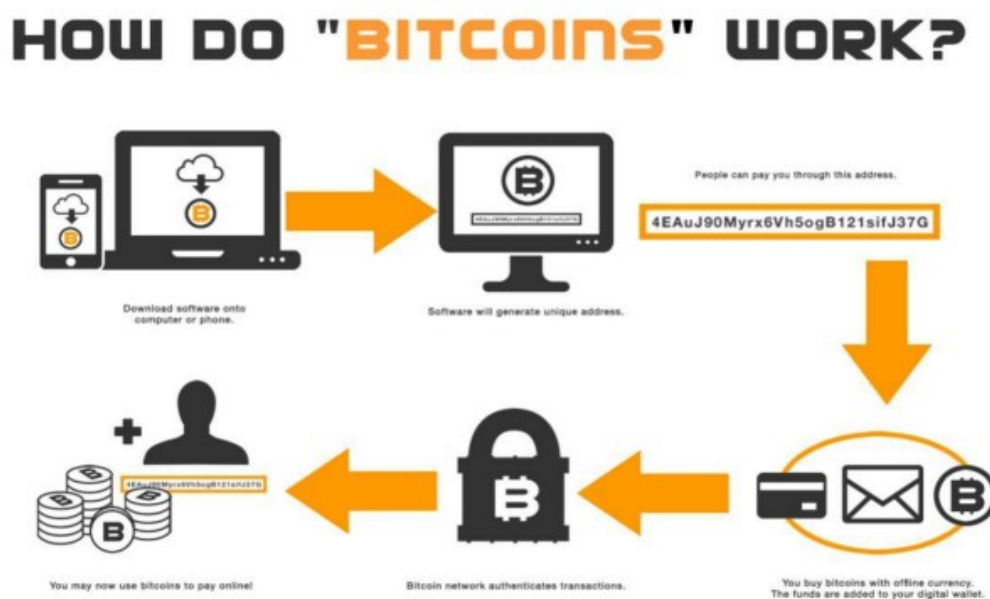 HOW DO "BITCOINS" WORK?
People can pay you through this address.
4EAuJ90Myrx6Vh5ogB121sifJ37G
4EAuJ90Myrx6Vh5ogB121sifJ37G
Download software onto
computer or phone.
Software will generate unique address.
4EAuJ90Myrx6Vh5ogB121sifJ37G
You may now use bitcoins to pay online!
Bitcoin network authenticates transactions.
You buy bitcoins with offline currency.
The funds are added to your digital wallet.